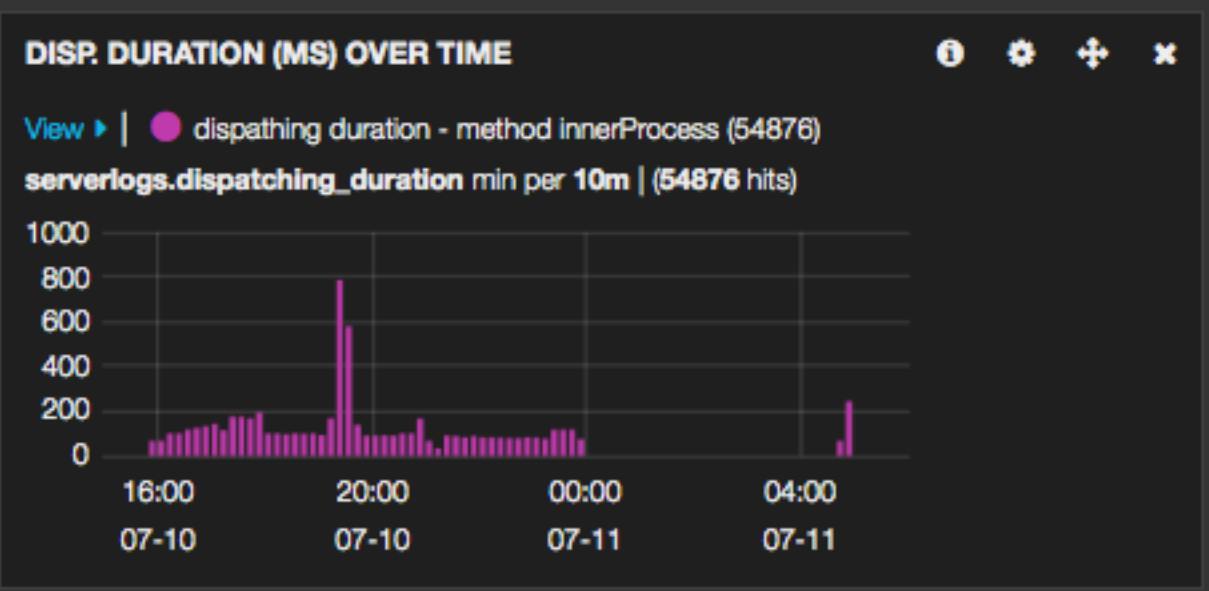 DISP. DURATION (MS) OVER TIME
View | dispathing duration - method innerProcess (54876)
serverlogs.dispatching_duration min per 10m | (54876 hits)
1000
800
600
400
200
0
16:00 20:00 00:00 04:00
07-10 07-10 07-11 07-11